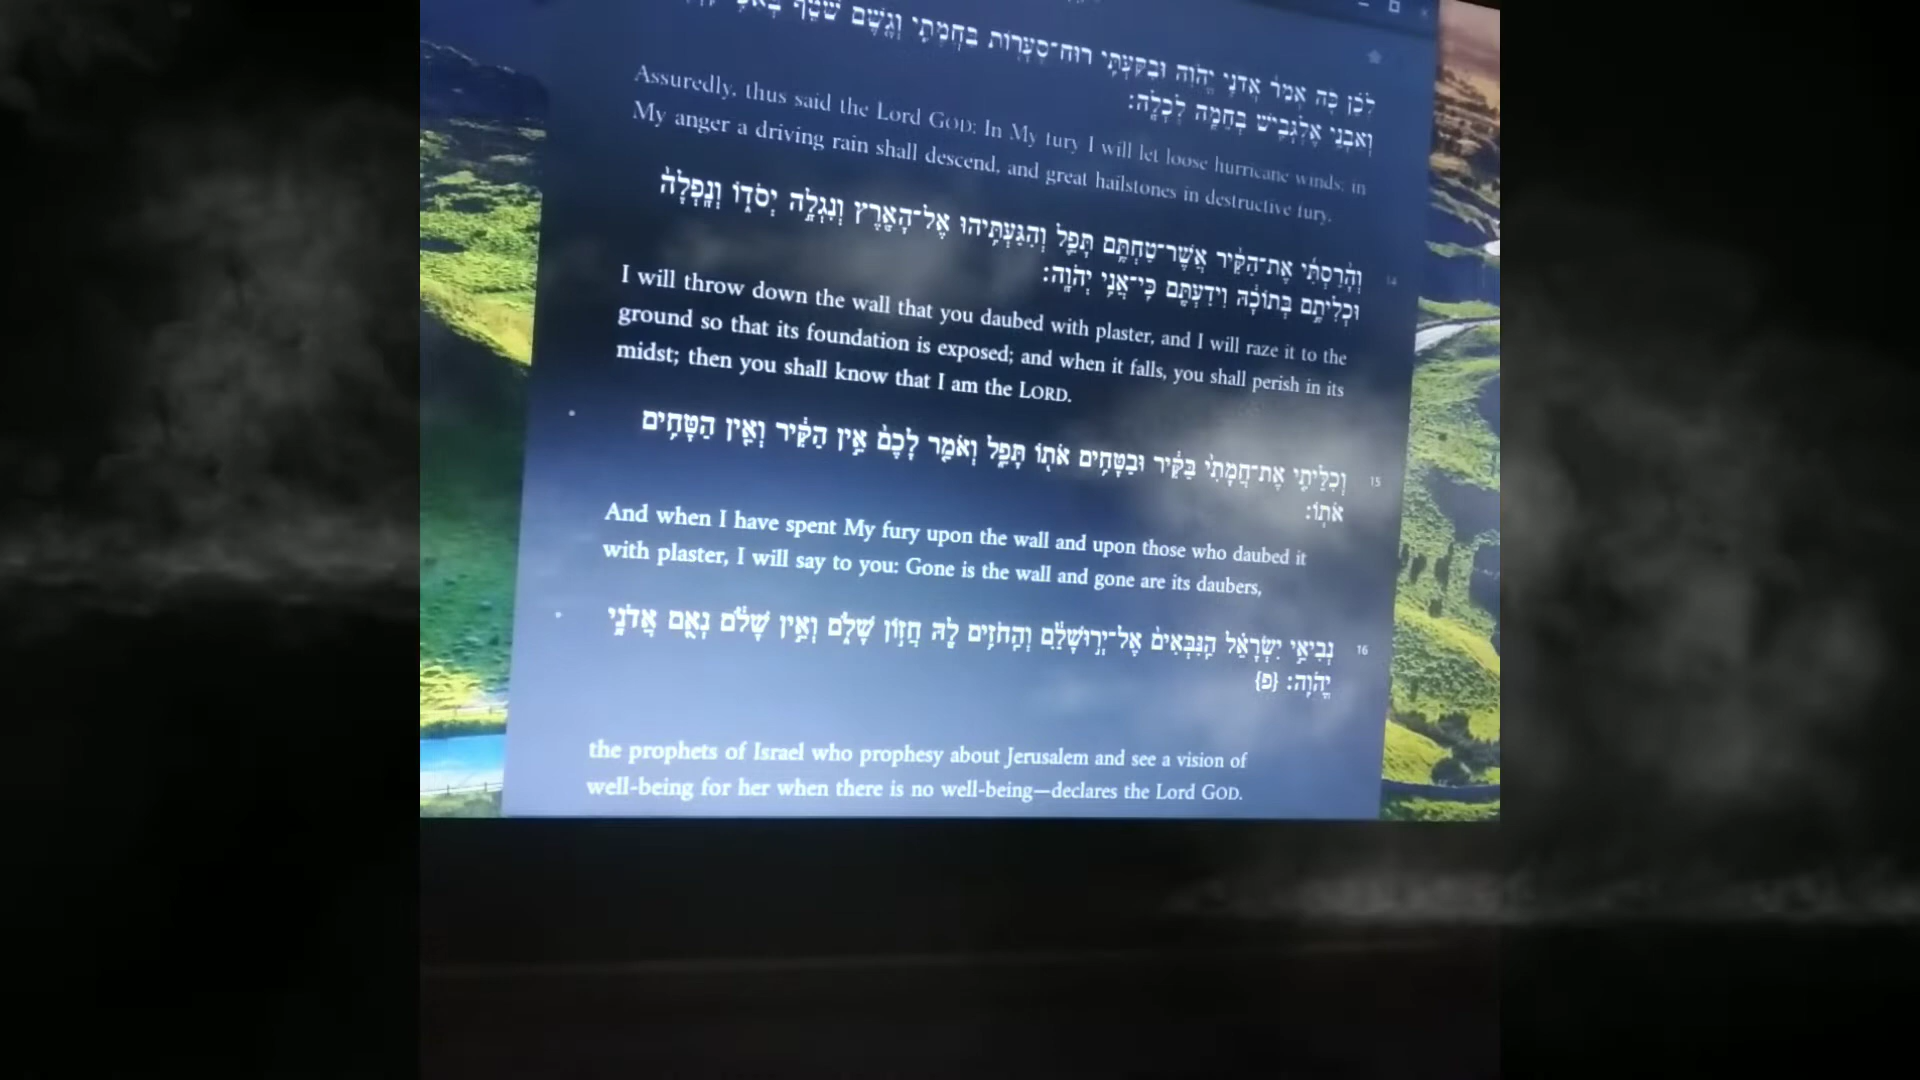 לָכֵ֗ן כֹּ֤ה אָמַר֙ אֲדֹנָ֣י יֱהֹוִ֔ה וּבִקַּעְתִּ֥י רֽוּחַ־סְעָר֖וֹת בַּחֲמָתִ֑י וְגֶ֤שֶׁם שֹׁטֵף֙
וְאַבְנֵ֥י אֶלְגָּבִ֖ישׁ בְּחֵמָ֥ה לְכָלָֽה׃
Assuredly, thus said the Lord GOD: In My fury I will let loose hurricane winds; in
My anger a driving rain shall descend, and great hailstones in destructive fury.
14 וְהָרַסְתִּ֨י אֶת־הַקִּ֜יר אֲשֶׁר־טַחְתֶּ֥ם תָּפֵ֛ל וְהִגַּעְתִּ֥יהוּ אֶל־הָאָ֖רֶץ וְנִגְלָ֣ה יְסֹד֑וֹ וְנָֽפְלָה֙
וּכְלִיתֶ֣ם בְּתוֹכָ֔הּ וִידַעְתֶּ֖ם כִּֽי־אֲנִ֥י יְהֹוָֽה׃
I will throw down the wall that you daubed with plaster, and I will raze it to the
ground so that its foundation is exposed; and when it falls, you shall perish in its
midst; then you shall know that I am the LORD.
15 וְכִלֵּיתִ֤י אֶת־חֲמָתִי֙ בַּקִּ֔יר וּבַטָּחִ֥ים אֹת֖וֹ תָּפֵ֑ל וְאֹמַ֤ר לָכֶם֙ אֵ֣ין הַקִּ֔יר וְאֵ֖ין הַטָּחִ֥ים
אֹתֽוֹ׃
And when I have spent My fury upon the wall and upon those who daubed it
with plaster, I will say to you: Gone is the wall and gone are its daubers,
16 נְבִיאֵ֣י יִשְׂרָאֵ֗ל הַֽנִּבְּאִים֙ אֶל־יְר֣וּשָׁלַ֔͏ִם וְהַחֹזִ֥ים לָ֖הּ חֲז֣וֹן שָׁלֹ֑ם וְאֵ֣ין שָׁלֹ֔ם נְאֻ֖ם אֲדֹנָ֥י
יֱהֹוִֽה׃ {פ}
the prophets of Israel who prophesy about Jerusalem and see a vision of
well-being for her when there is no well-being—declares the Lord GOD.